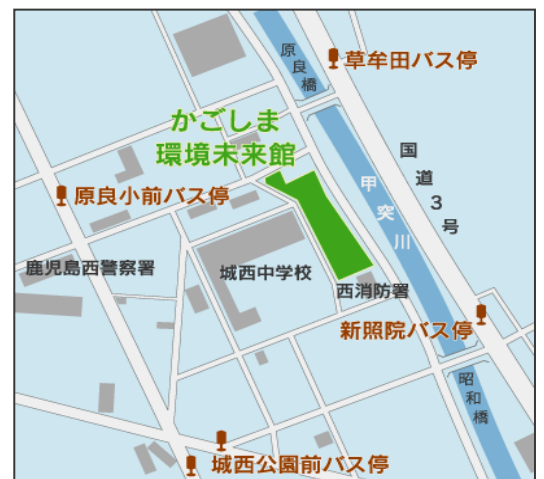 原良橋
草牟田バス停
かごしま
環境未来館
国道3号
甲突川
原良小前バス停
鹿児島西警察署
城西中学校
西消防署
新照院バス停
昭和橋
城西公園前バス停